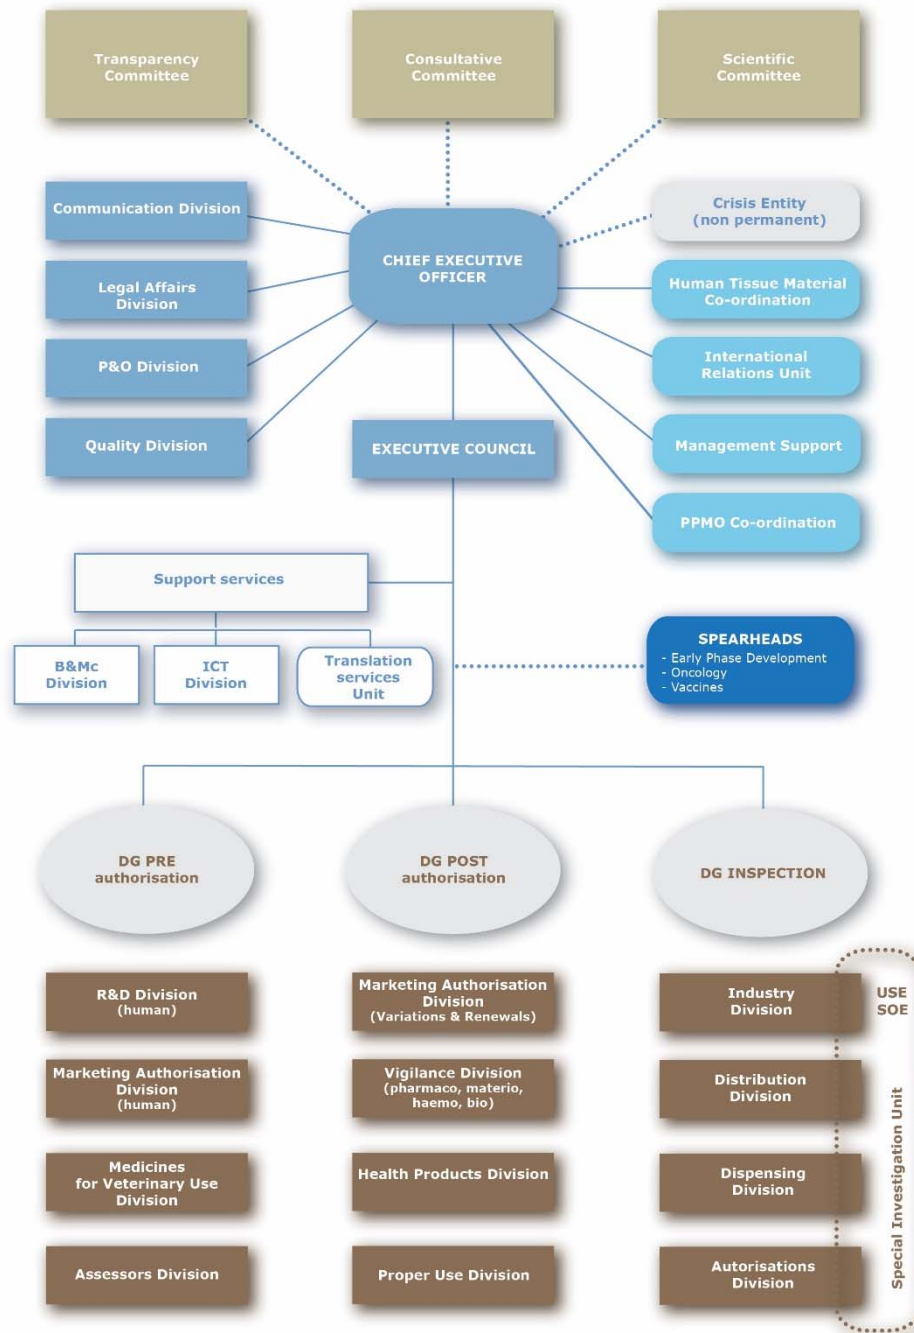 Transparency
Committee
Consultative
Committee
Scientific
Committee
Communication Division
Legal Affairs
Division
P&O Division
Quality Division
CHIEF EXECUTIVE
OFFICER
EXECUTIVE COUNCIL
Crisis Entity
(non permanent)
Human Tissue Material
Co-ordination
International
Relations Unit
Management Support
PPMO Co-ordination
Support services
B&Mc
Division
ICT
Division
Translation
services
Unit
SPEARHEADS
- Early Phase Development
- Oncology
- Vaccines
DG PRE
authorisation
DG POST
authorisation
DG INSPECTION
R&D Division
(human)
Marketing Authorisation
Division
(human)
Medicines
for Veterinary Use
Division
Assessors Division
Marketing Authorisation
Division
(Variations & Renewals)
Vigilance Division
(pharmaco, materio,
haemo, bio)
Health Products Division
Proper Use Division
Industry
Division
Distribution
Division
Dispensing
Division
Autorisations
Division
USE
SOE
Special Investigation Unit